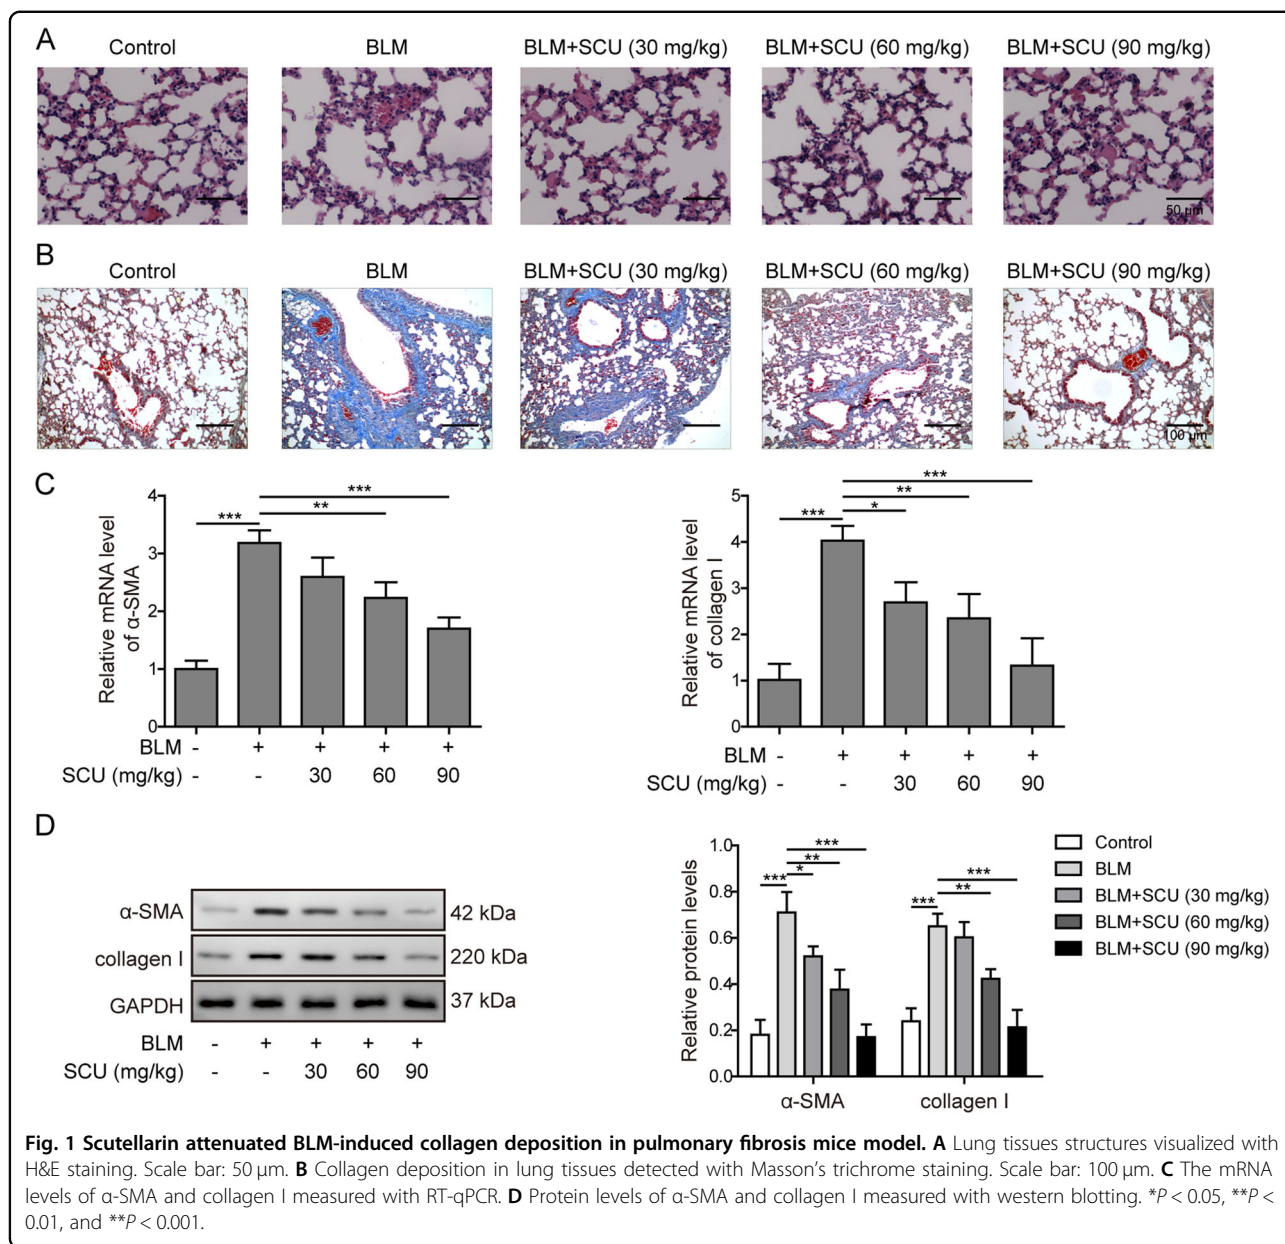 A
Control BLM BLM+SCU (30 mg/kg) BLM+SCU (60 mg/kg) BLM+SCU (90 mg/kg)
50 μm
B
Control BLM BLM+SCU (30 mg/kg) BLM+SCU (60 mg/kg) BLM+SCU (90 mg/kg)
100 μm
C
Relative mRNA level
of α-SMA
4
3
2
1
0
***
**
***
BLM - + + + +
SCU (mg/kg) - - 30 60 90
Relative mRNA level
of collagen I
5
4
3
2
1
0
***
**
*
***
BLM - + + + +
SCU (mg/kg) - - 30 60 90
D
α-SMA 42 kDa
collagen I 220 kDa
GAPDH 37 kDa
BLM - + + + +
SCU (mg/kg) - - 30 60 90
Relative protein levels
1.0
0.8
0.6
0.4
0.2
0.0
***
**
*
***
***
**
***
α-SMA collagen I
Control
BLM
BLM+SCU (30 mg/kg)
BLM+SCU (60 mg/kg)
BLM+SCU (90 mg/kg)
Fig. 1 Scutellarin attenuated BLM-induced collagen deposition in pulmonary fibrosis mice model. A Lung tissues structures visualized with
H&E staining. Scale bar: 50 μm. B Collagen deposition in lung tissues detected with Masson's trichrome staining. Scale bar: 100 μm. C The mRNA
levels of α-SMA and collagen I measured with RT-qPCR. D Protein levels of α-SMA and collagen I measured with western blotting. *P < 0.05, **P <
0.01, and **P < 0.001.